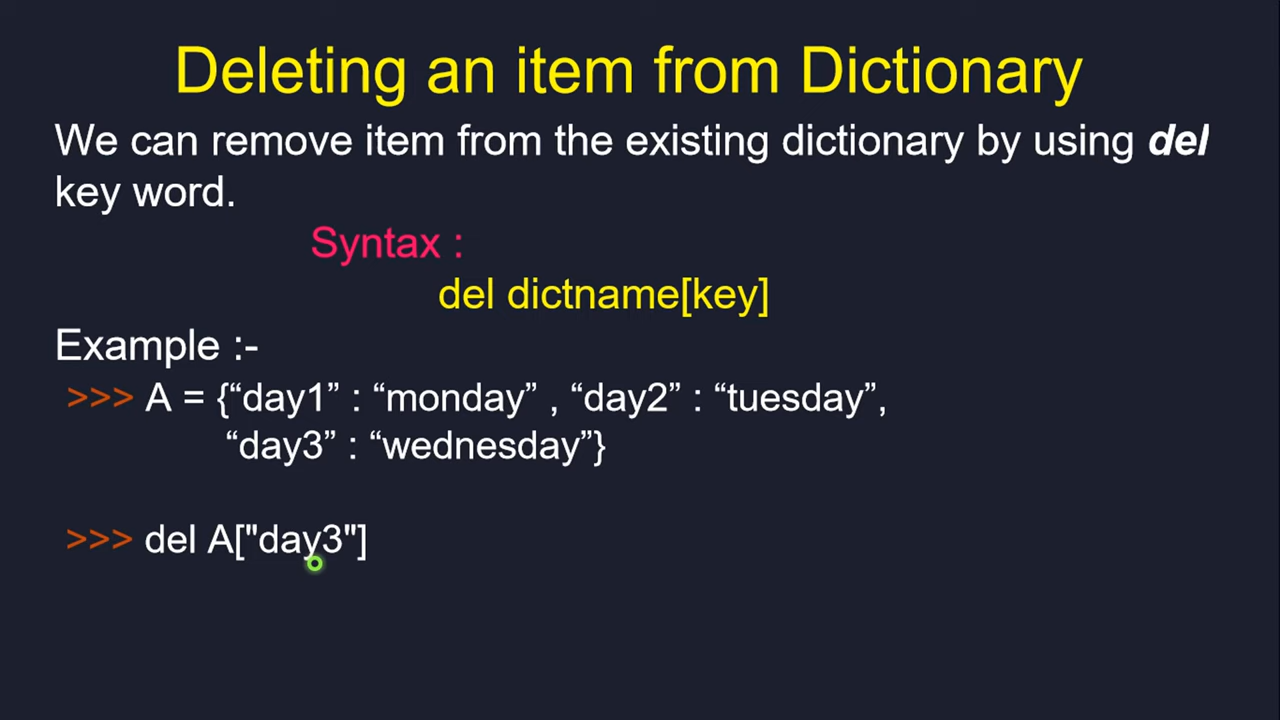 Deleting an item from Dictionary
We can remove item from the existing dictionary by using del
key word.
Syntax :
del dictname[key]
Example :-
>>> A = {“day1” : “monday” , “day2” : “tuesday”,
“day3” : “wednesday”}
>>> del A["day3"]